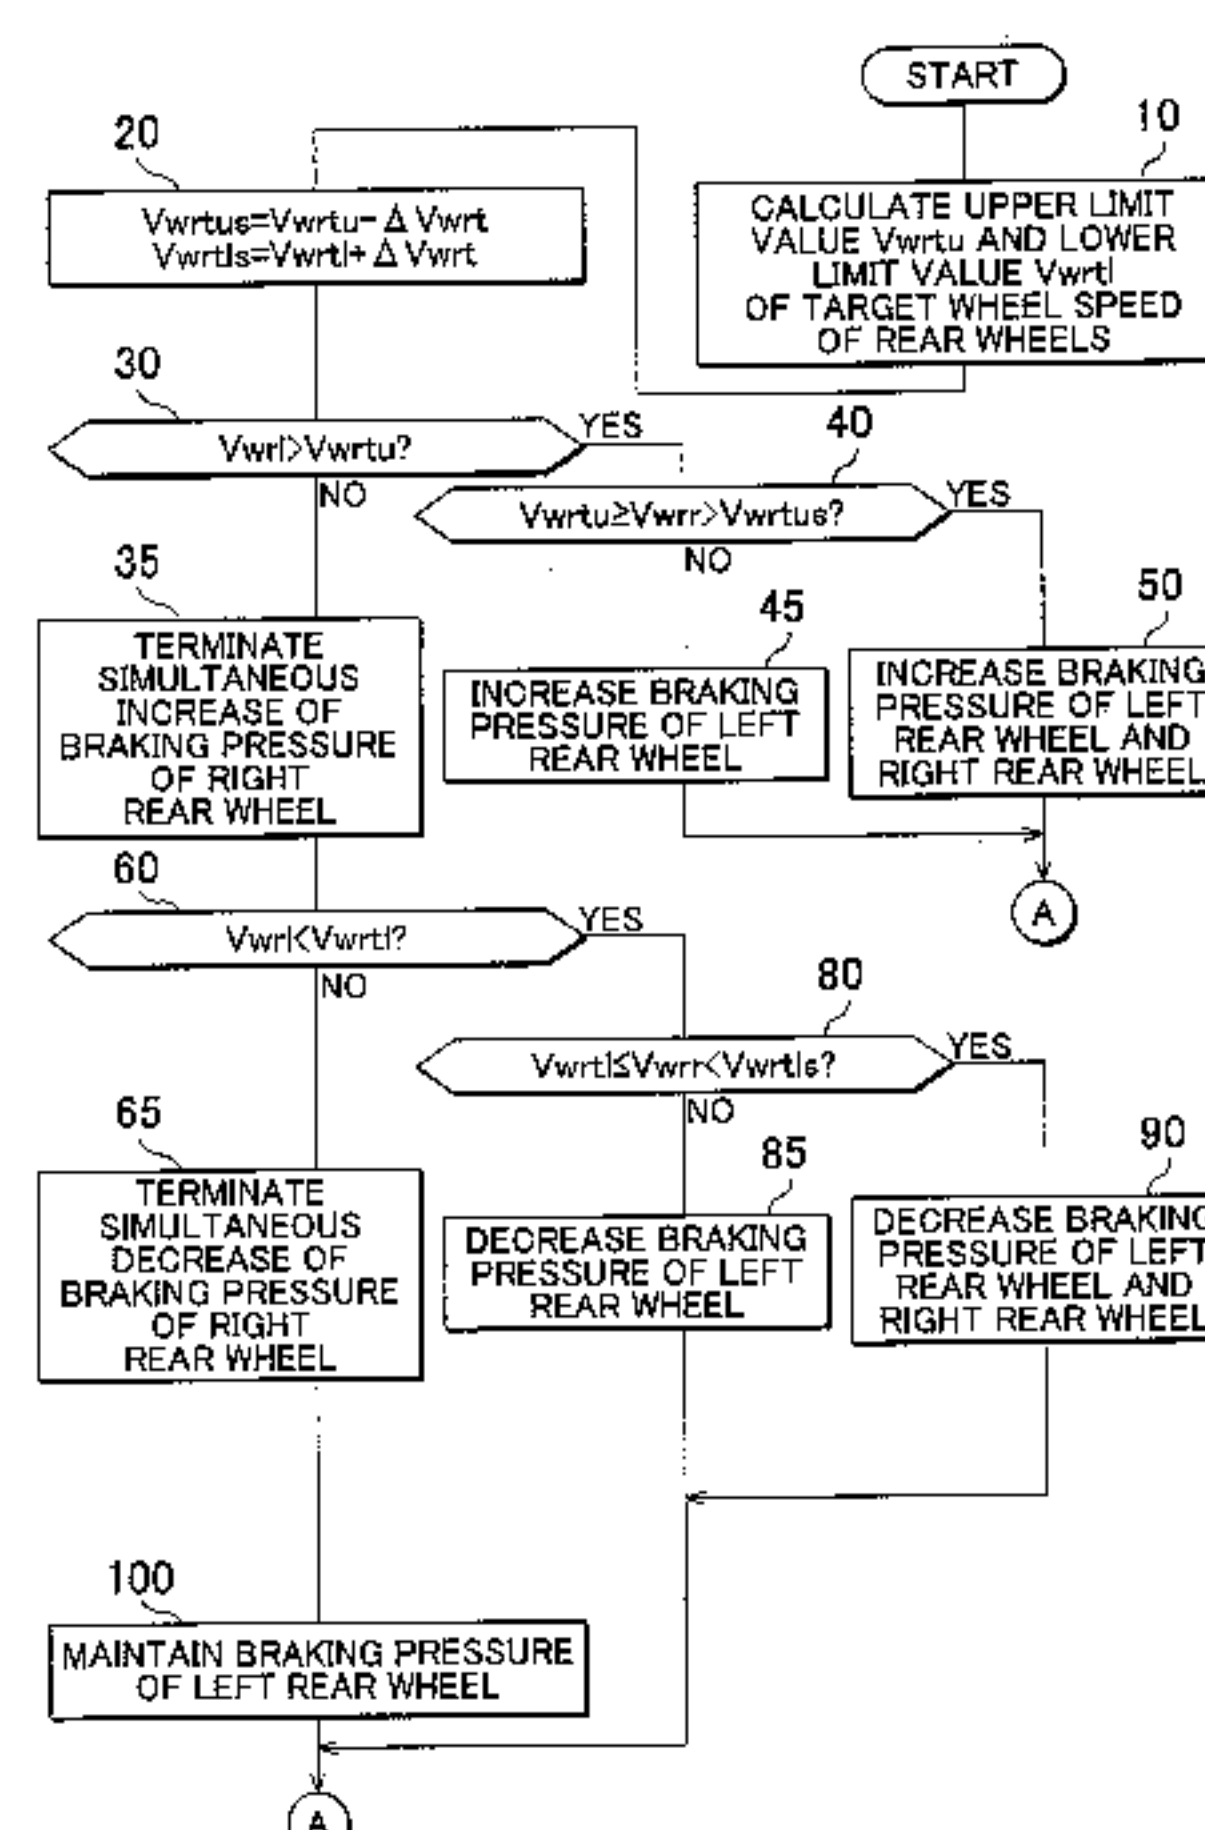 START
10
CALCULATE UPPER LIMIT
VALUE Vwrtu AND LOWER
LIMIT VALUE Vwrtl
OF TARGET WHEEL SPEED
OF REAR WHEELS
20
Vwrtus=Vwrtu-Δ Vwrt
Vwrtls=Vwrtl+Δ Vwrt
30
Vwrl>Vwrtu?
YES
NO
40
Vwrtu≥Vwrr>Vwrtus?
YES
NO
35
TERMINATE
SIMULTANEOUS
INCREASE OF
BRAKING PRESSURE
OF RIGHT
REAR WHEEL
45
INCREASE BRAKING
PRESSURE OF LEFT
REAR WHEEL
50
INCREASE BRAKING
PRESSURE OF LEFT
REAR WHEEL AND
RIGHT REAR WHEEL
A
60
Vwrl<Vwrtl?
YES
NO
80
Vwrtl≤Vwrr<Vwrtls?
YES
NO
65
TERMINATE
SIMULTANEOUS
DECREASE OF
BRAKING PRESSURE
OF RIGHT
REAR WHEEL
85
DECREASE BRAKING
PRESSURE OF LEFT
REAR WHEEL
90
DECREASE BRAKING
PRESSURE OF LEFT
REAR WHEEL AND
RIGHT REAR WHEEL
100
MAINTAIN BRAKING PRESSURE
OF LEFT REAR WHEEL
A